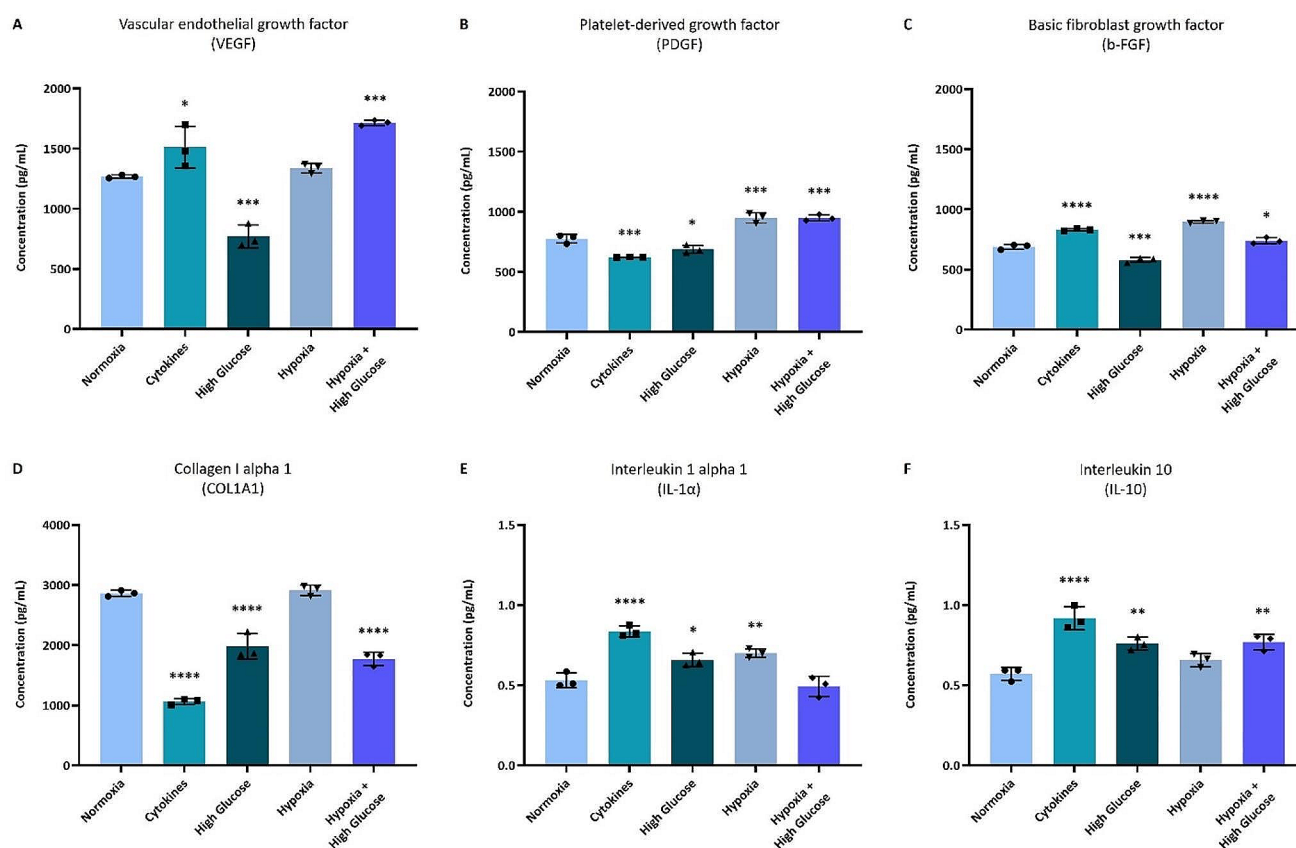 A
Vascular endothelial growth factor
(VEGF)
Concentration (pg/mL)
2000
1500
1000
500
0
*
***
***
Normoxia
Cytokines
High Glucose
Hypoxia
Hypoxia +
High Glucose
B
Platelet-derived growth factor
(PDGF)
Concentration (pg/mL)
2000
1500
1000
500
0
***
*
***
***
Normoxia
Cytokines
High Glucose
Hypoxia
Hypoxia +
High Glucose
C
Basic fibroblast growth factor
(b-FGF)
Concentration (pg/mL)
2000
1500
1000
500
0
****
***
****
*
Normoxia
Cytokines
High Glucose
Hypoxia
Hypoxia +
High Glucose
D
Collagen I alpha 1
(COL1A1)
Concentration (pg/mL)
4000
3000
2000
1000
0
****
****
****
Normoxia
Cytokines
High Glucose
Hypoxia
Hypoxia +
High Glucose
E
Interleukin 1 alpha 1
(IL-1α)
Concentration (pg/mL)
1.5
1.0
0.5
0.0
****
*
**
Normoxia
Cytokines
High Glucose
Hypoxia
Hypoxia +
High Glucose
F
Interleukin 10
(IL-10)
Concentration (pg/mL)
1.5
1.0
0.5
0.0
****
**
**
Normoxia
Cytokines
High Glucose
Hypoxia
Hypoxia +
High Glucose